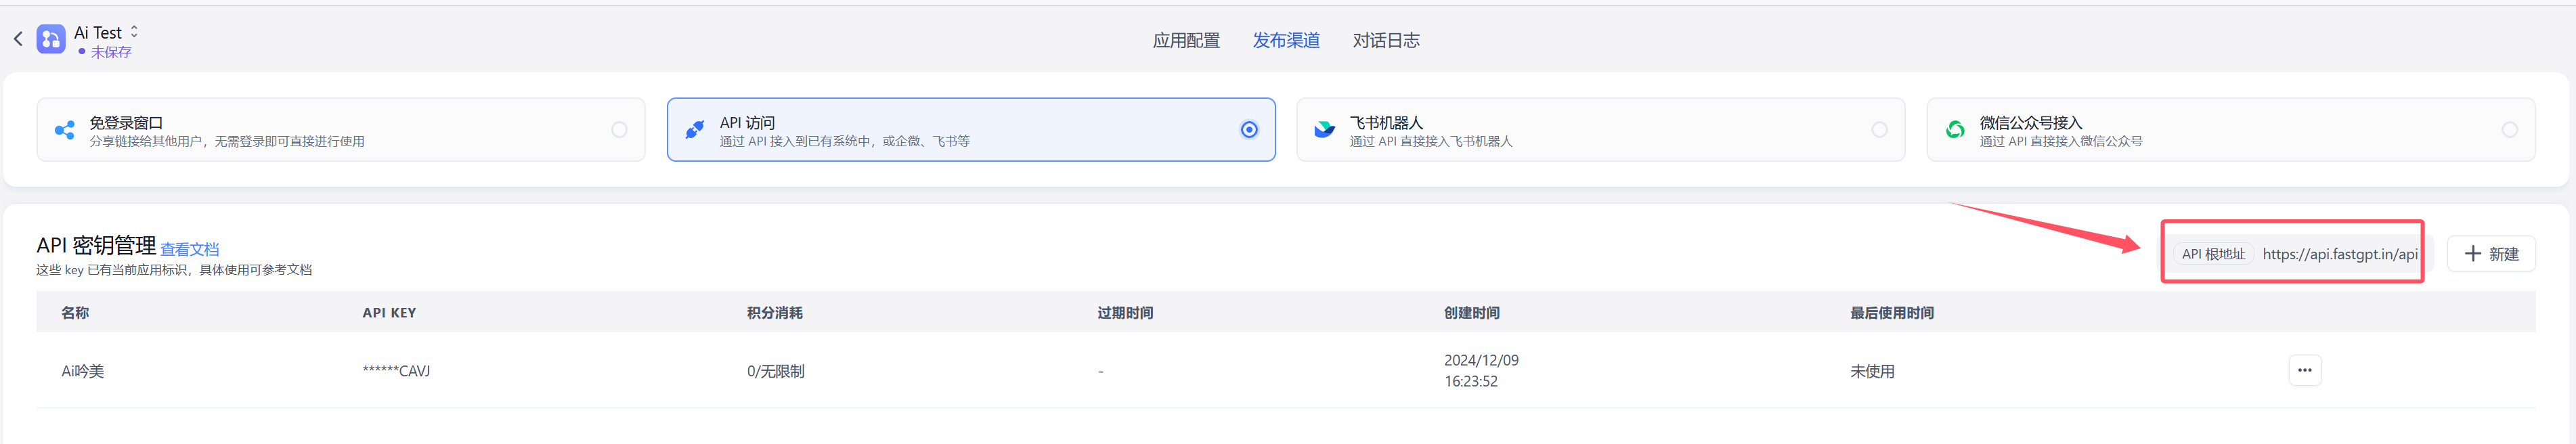 Ai Test
未保存
应用配置
发布渠道
对话日志
免登录窗口
分享链接给其他用户，无需登录即可直接进行使用
API 访问
通过 API 接入到已有系统中，或企微、飞书等
飞书机器人
通过 API 直接接入飞书机器人
微信公众号接入
通过 API 直接接入微信公众号
API 密钥管理 查看文档
这些 key 已有当前应用标识，具体使用可参考文档
API 根地址 https://api.fastgpt.in/api
新建
名称 API KEY 积分消耗 过期时间 创建时间 最后使用时间
Ai吟美 ******CAVJ 0/无限制 - 2024/12/09 未使用
16:23:52